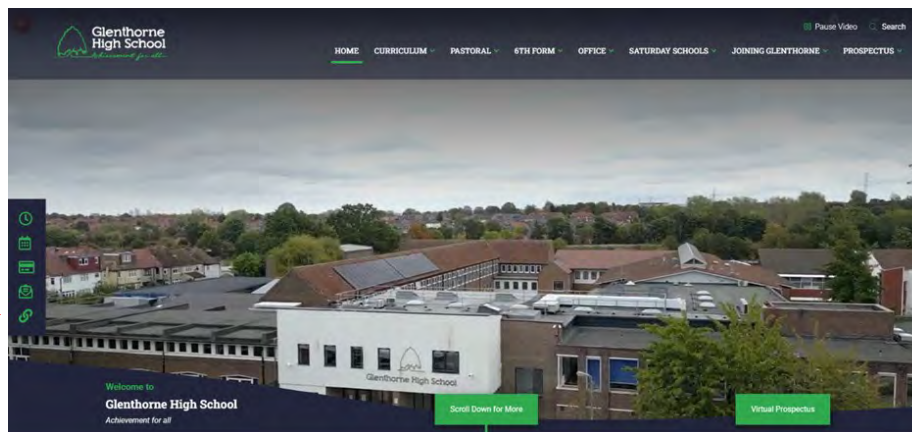 Glenthorne
High School
Achievement for all
Pause Video Search
HOME CURRICULUM PASTORAL 6TH FORM OFFICE SATURDAY SCHOOLS JOINING GLENTHORNE PROSPECTUS
Glenthorne High School
Welcome to
Glenthorne High School
Achievement for all
Scroll Down for More
Virtual Prospectus